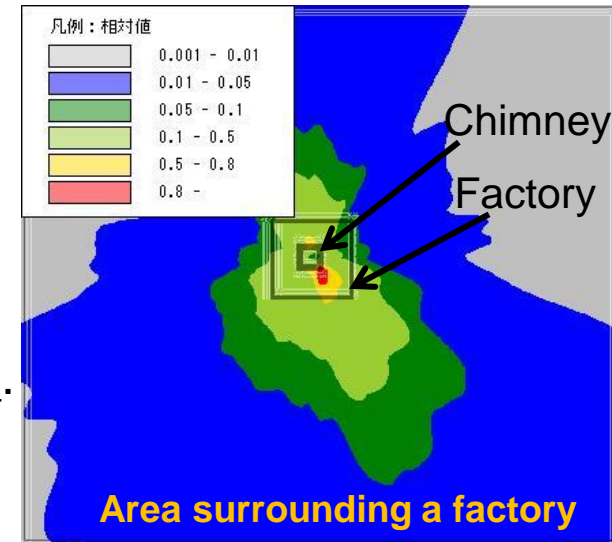 凡例：相対値
0.001 - 0.01
0.01 - 0.05
0.05 - 0.1
0.1 - 0.5
0.5 - 0.8
0.8 -
Chimney
Factory
Area surrounding a factory